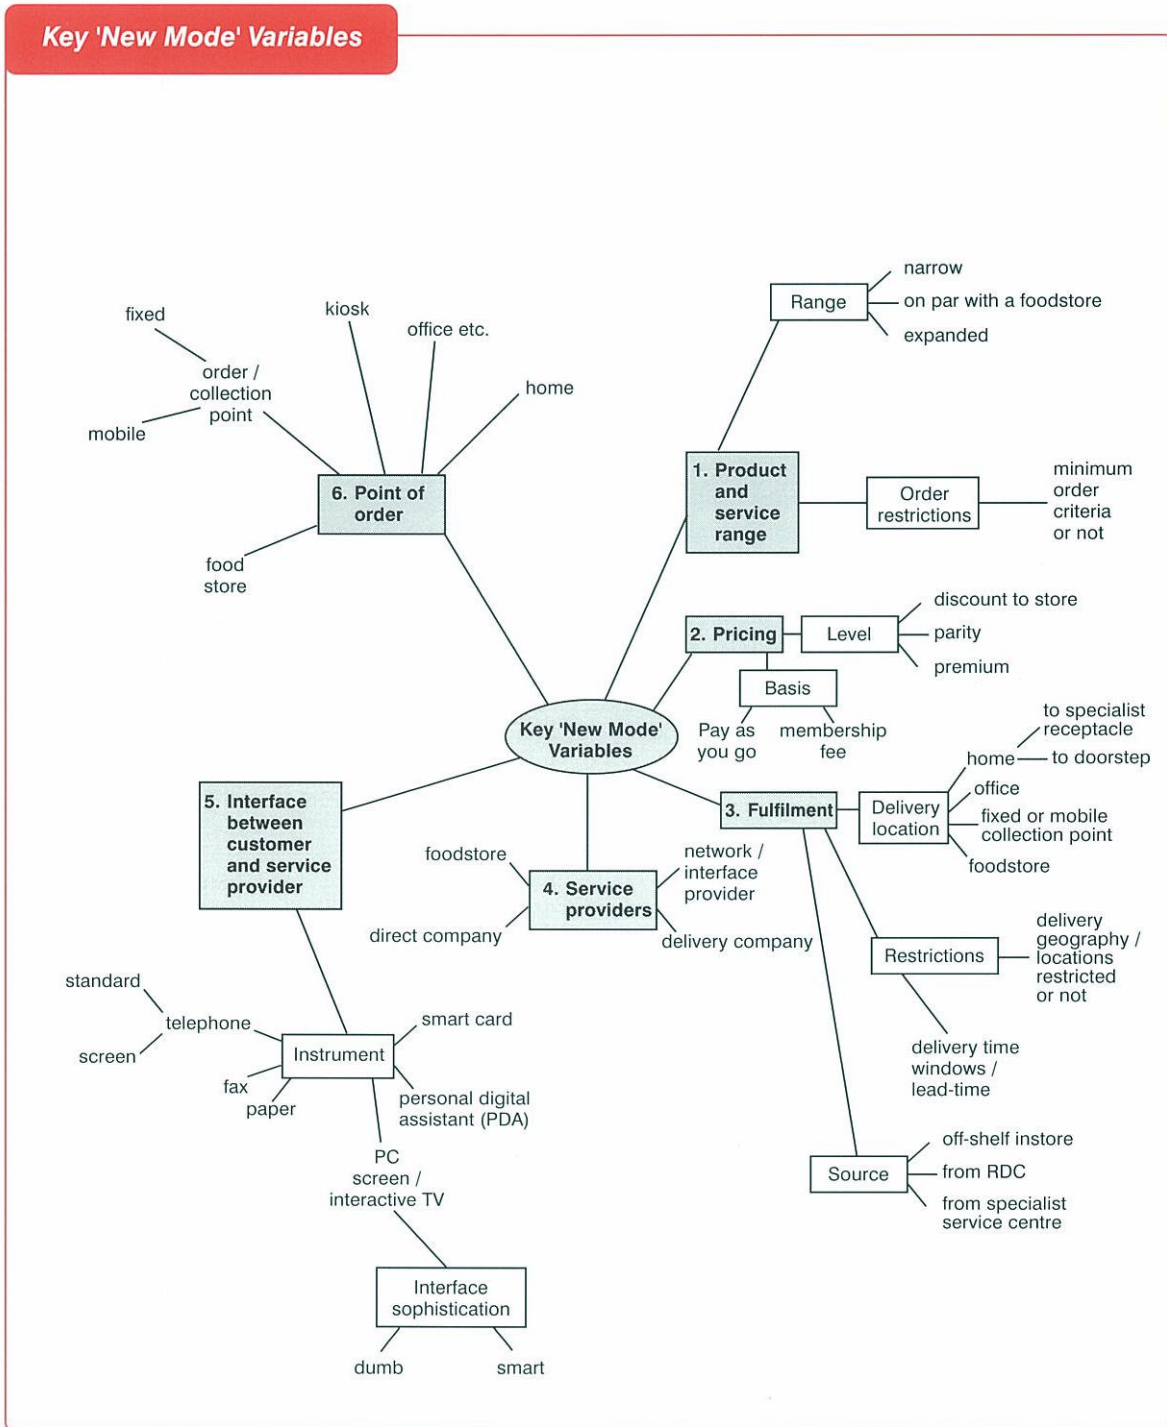 Key 'New Mode' Variables
narrow
Range
on par with a foodstore
expanded
fixed
kiosk
office etc.
order /
collection
point
home
mobile
6. Point of
order
food
store
1. Product
and
service
range
Order
restrictions
minimum
order
criteria
or not
2. Pricing
Level
discount to store
parity
premium
Basis
Pay as
you go
membership
fee
Key 'New Mode'
Variables
3. Fulfilment
Delivery
location
home
to specialist
receptacle
to doorstep
office
fixed or mobile
collection point
foodstore
5. Interface
between
customer
and service
provider
foodstore
4. Service
providers
network /
interface
provider
direct company
delivery company
Restrictions
delivery
geography /
locations
restricted
or not
delivery time
windows /
lead-time
standard
telephone
screen
Instrument
smart card
fax
paper
personal digital
assistant (PDA)
PC
screen /
interactive TV
Source
off-shelf instore
from RDC
from specialist
service centre
Interface
sophistication
dumb
smart